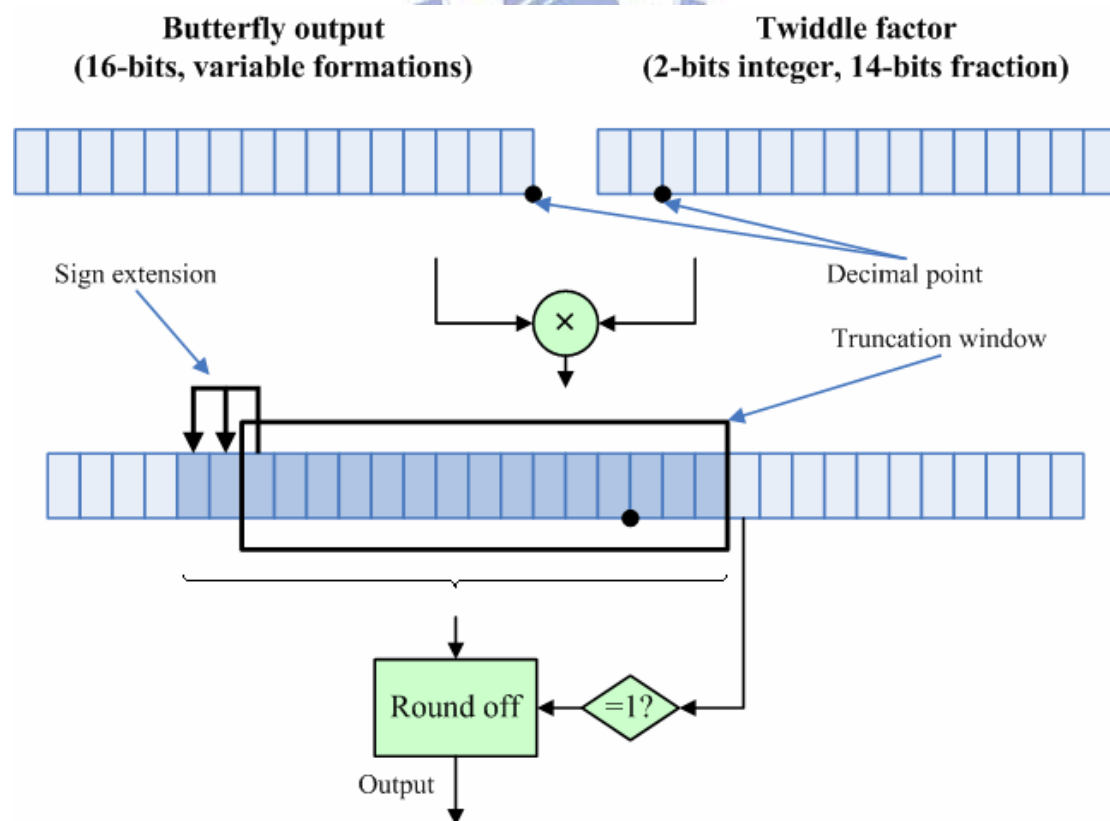 Butterfly output
(16-bits, variable formations)
Twiddle factor
(2-bits integer, 14-bits fraction)
Sign extension
Decimal point
×
Truncation window
Round off
=1?
Output